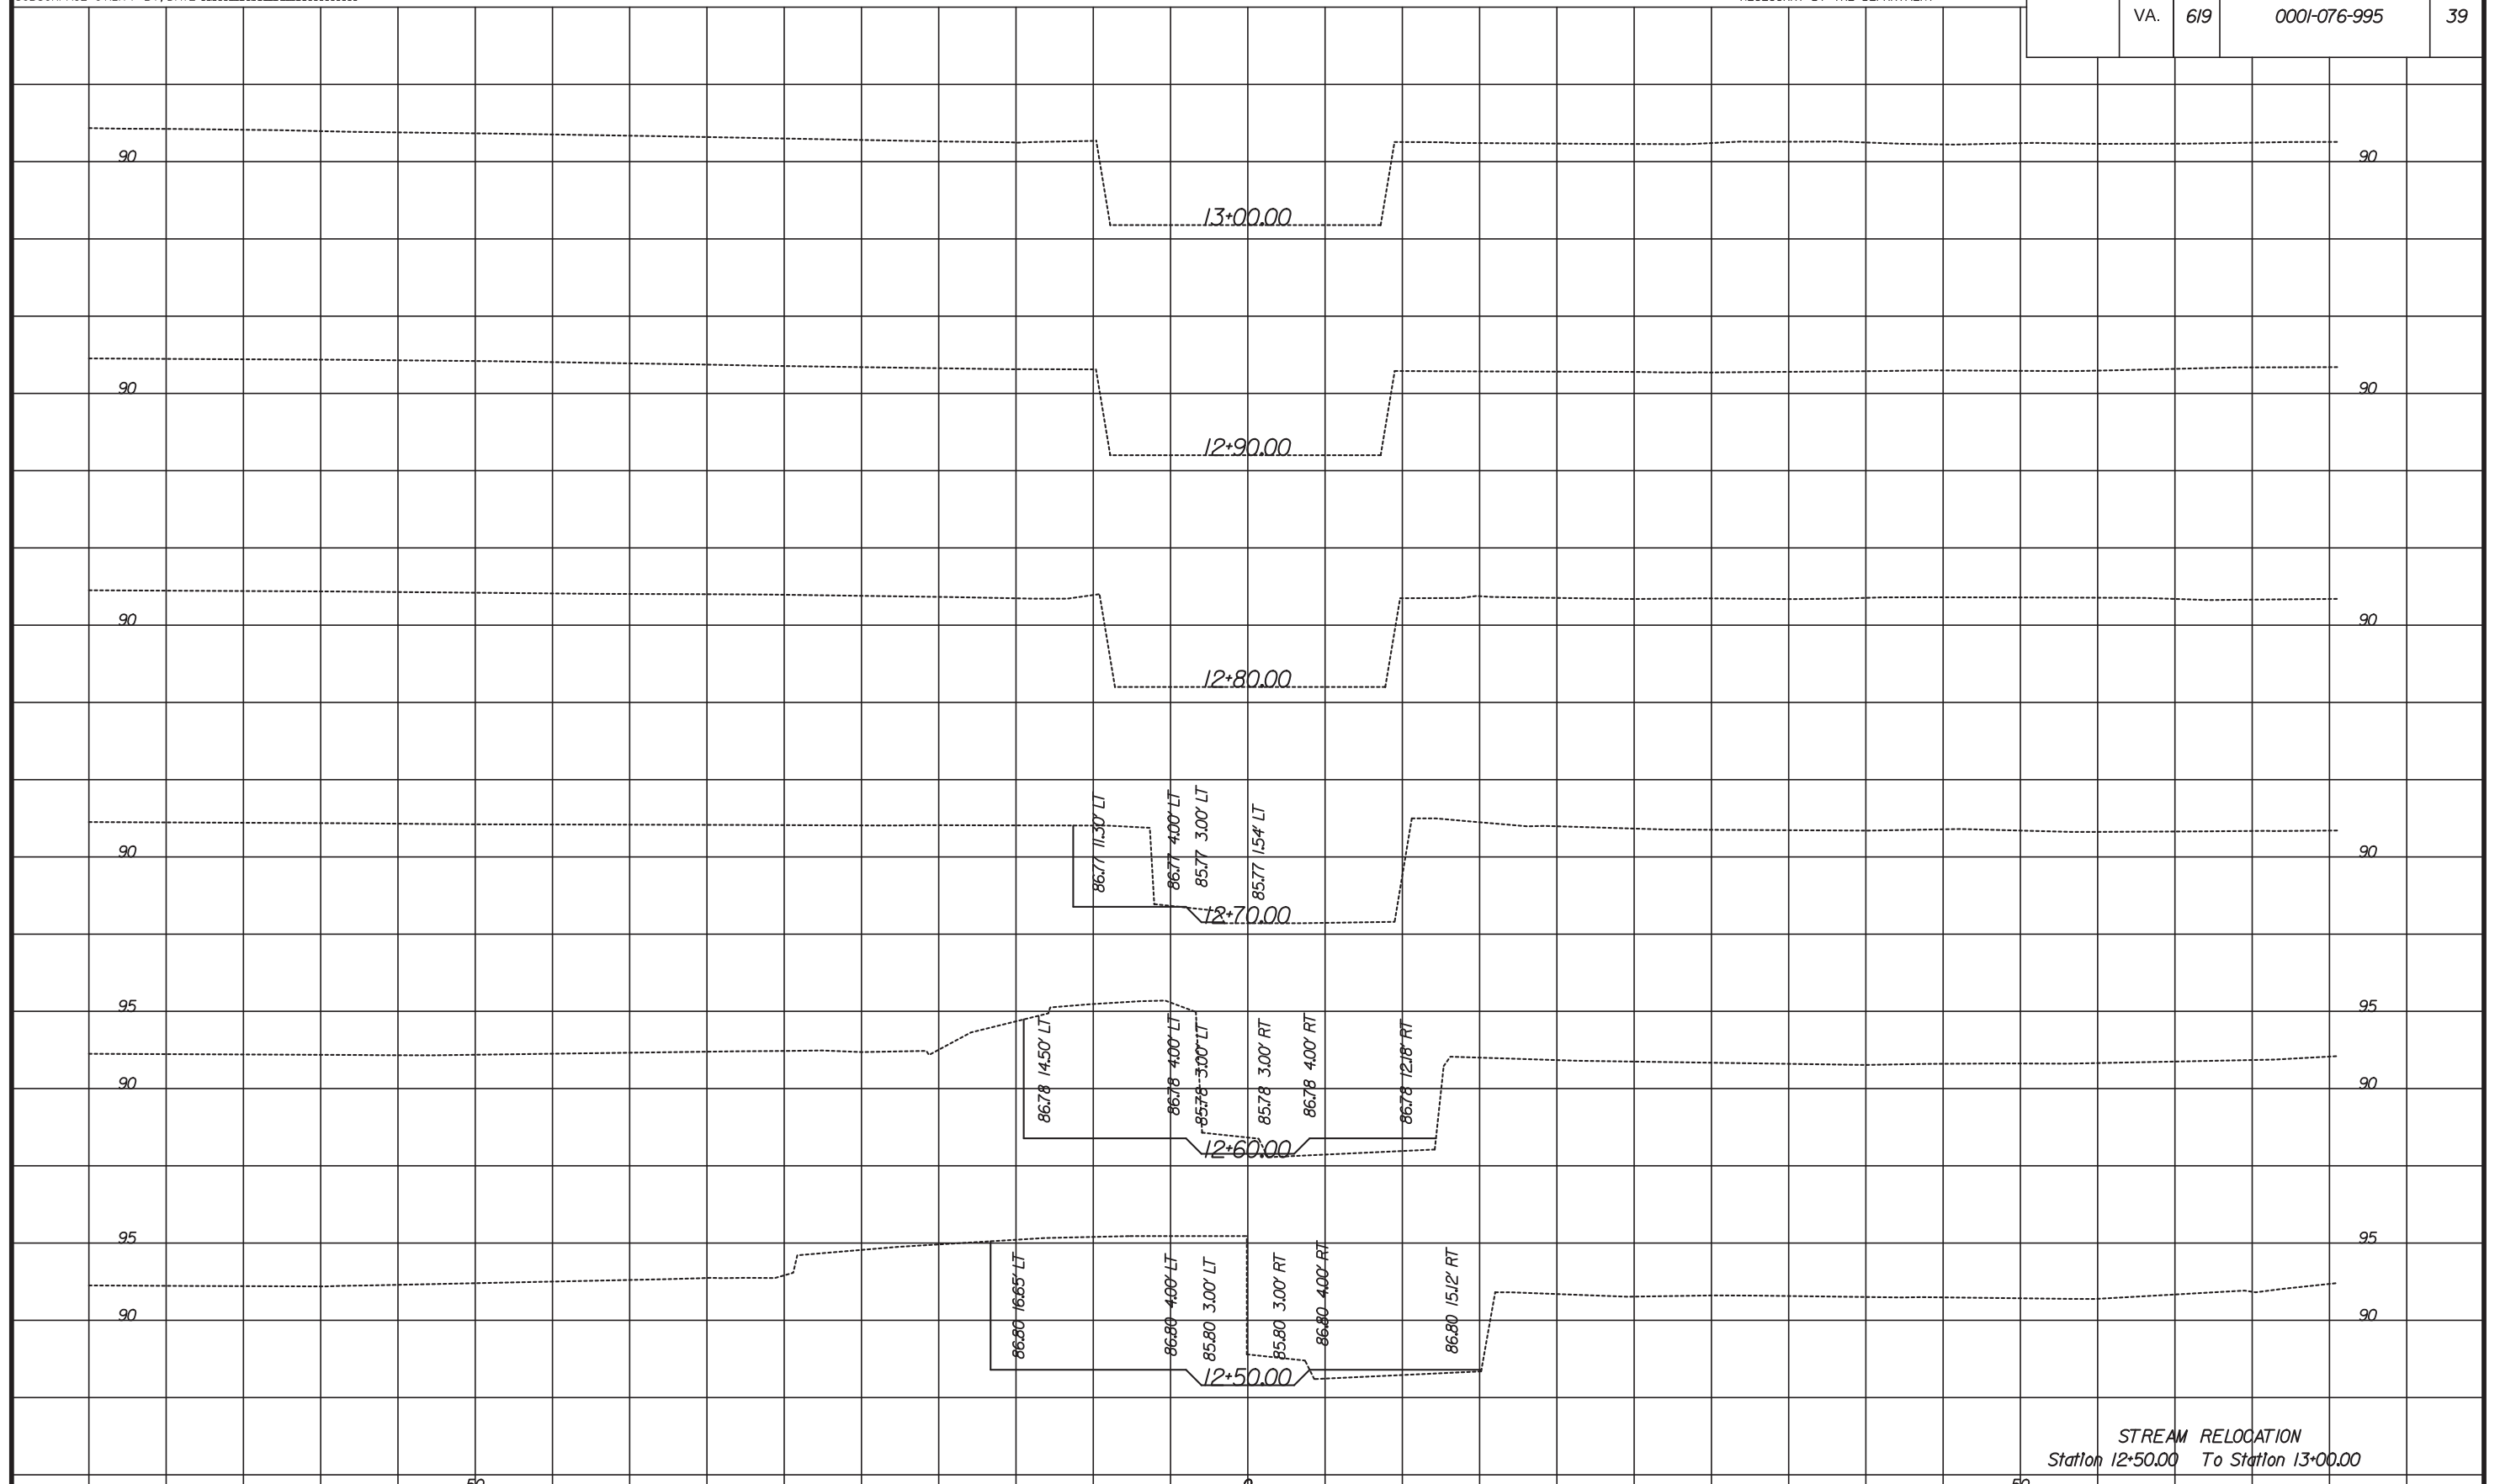 VA. 619 0001-076-995 39
90 90
13+00.00
90 90
12+90.00
90 90
12+80.00
86.77 11.30' LT
86.77 4.00' LT
85.77 3.00' LT
85.77 1.54' LT
90 90
12+70.00
95 95
86.78 14.50' LT
86.78 4.00' LT
85.78 3.00' LT
85.78 3.00' RT
86.78 4.00' RT
86.78 12.18' RT
90 90
12+60.00
95 95
86.80 16.65' LT
86.80 4.00' LT
85.80 3.00' LT
85.80 3.00' RT
86.80 4.00' RT
86.80 15.12' RT
90 90
12+50.00
STREAM RELOCATION
Station 12+50.00 To Station 13+00.00